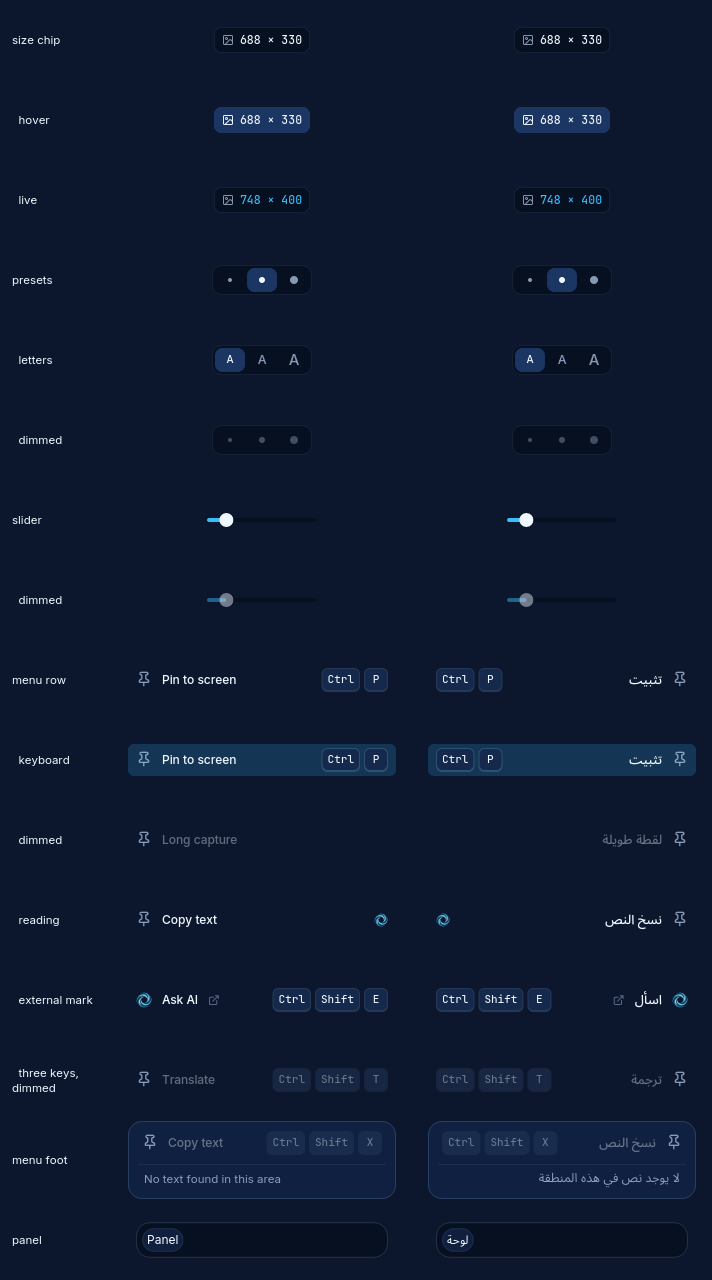 size chip 688 × 330 688 × 330
hover 688 × 330 688 × 330
live 748 × 400 748 × 400
presets
letters A A A A A A
dimmed
slider
dimmed
menu row Pin to screen Ctrl P Ctrl P تثبيت
keyboard Pin to screen Ctrl P Ctrl P تثبيت
dimmed Long capture لقطة طويلة
reading Copy text نسخ النص
external mark Ask AI Ctrl Shift E Ctrl Shift E اسأل
three keys,
dimmed Translate Ctrl Shift T Ctrl Shift T ترجمة
menu foot Copy text Ctrl Shift X Ctrl Shift X نسخ النص
No text found in this area لا يوجد نص في هذه المنطقة
panel Panel لوحة